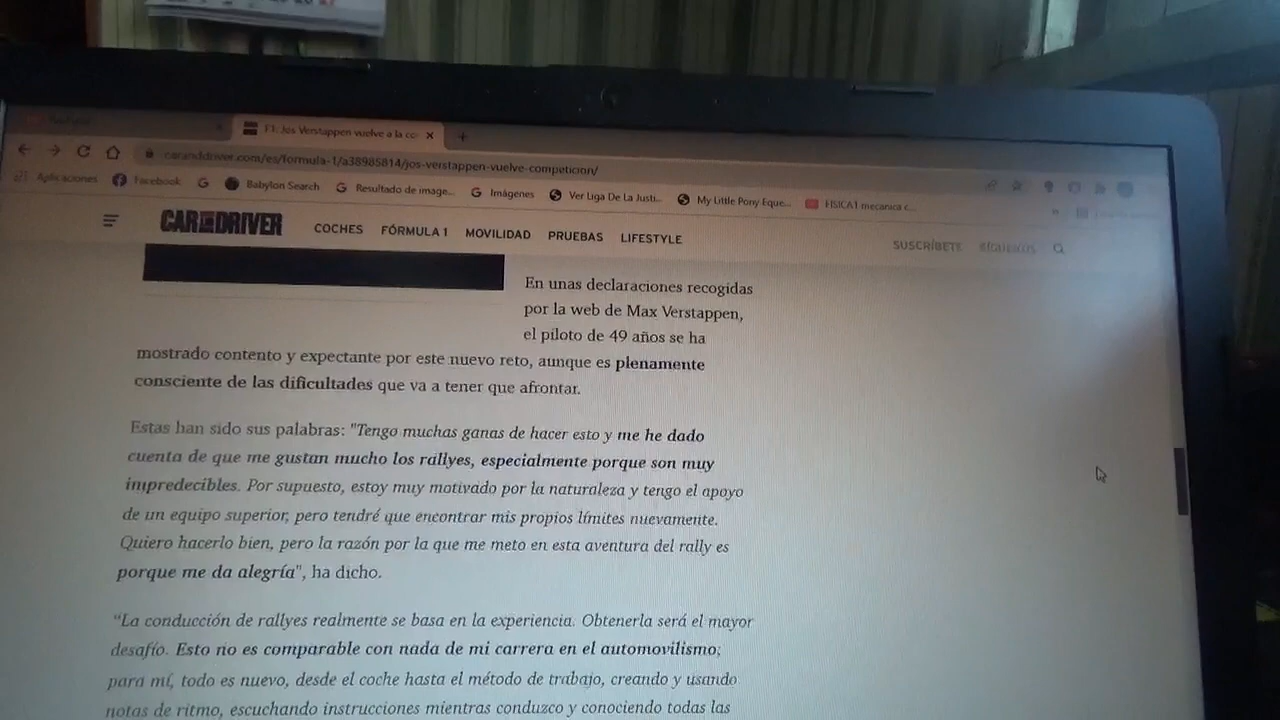 F1: Jos Verstappen vuelve a la co
caranddriver.com/es/formula-1/a38985814/jos-verstappen-vuelve-competicion/
Aplicaciones Facebook G Babylon Search G Resultado de image... G Imágenes Ver Liga De La Justi... My Little Pony Eque... FISICA1 mecanica c...
CAR AND DRIVER COCHES FÓRMULA 1 MOVILIDAD PRUEBAS LIFESTYLE SUSCRÍBETE SÍGUENOS
En unas declaraciones recogidas
por la web de Max Verstappen,
el piloto de 49 años se ha
mostrado contento y expectante por este nuevo reto, aunque es plenamente
consciente de las dificultades que va a tener que afrontar.
Estas han sido sus palabras: "Tengo muchas ganas de hacer esto y me he dado
cuenta de que me gustan mucho los rallyes, especialmente porque son muy
impredecibles. Por supuesto, estoy muy motivado por la naturaleza y tengo el apoyo
de un equipo superior, pero tendré que encontrar mis propios límites nuevamente.
Quiero hacerlo bien, pero la razón por la que me meto en esta aventura del rally es
porque me da alegría", ha dicho.
“La conducción de rallyes realmente se basa en la experiencia. Obtenerla será el mayor
desafío. Esto no es comparable con nada de mi carrera en el automovilismo;
para mí, todo es nuevo, desde el coche hasta el método de trabajo, creando y usando
notas de ritmo, escuchando instrucciones mientras conduzco y conociendo todas las